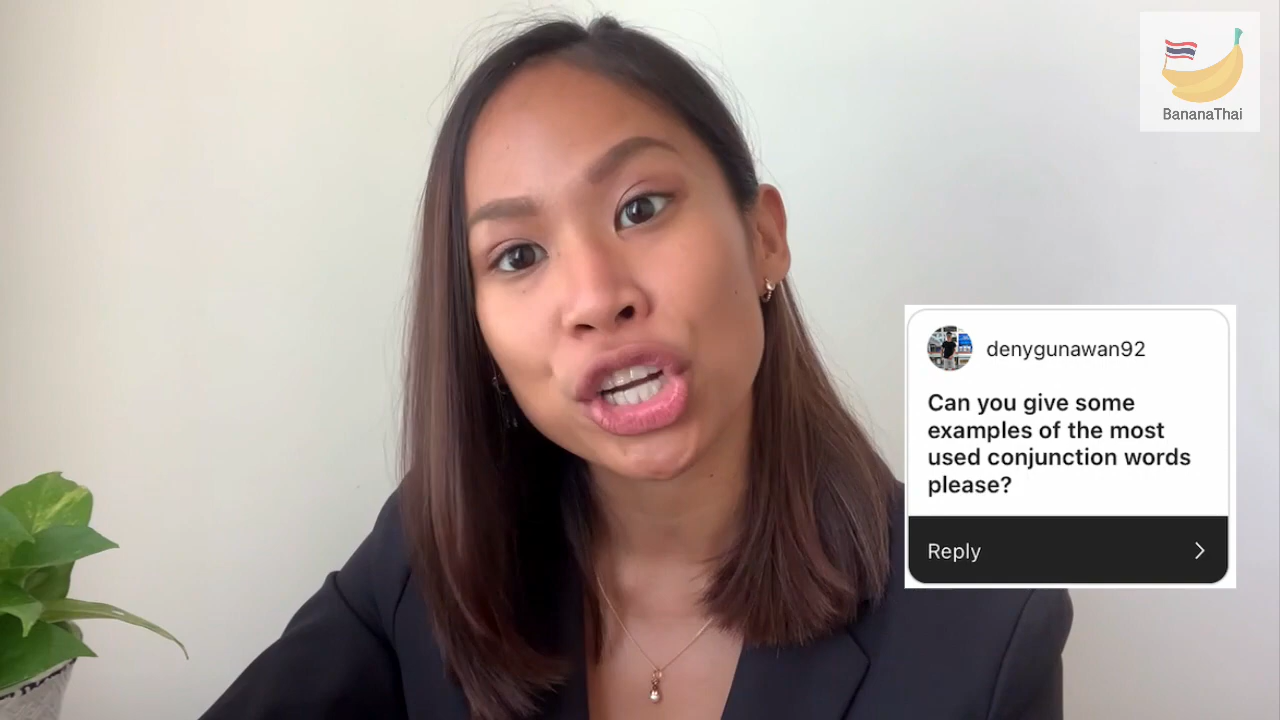 BananaThai
denygunawan92
Can you give some
examples of the most
used conjunction words
please?
Reply